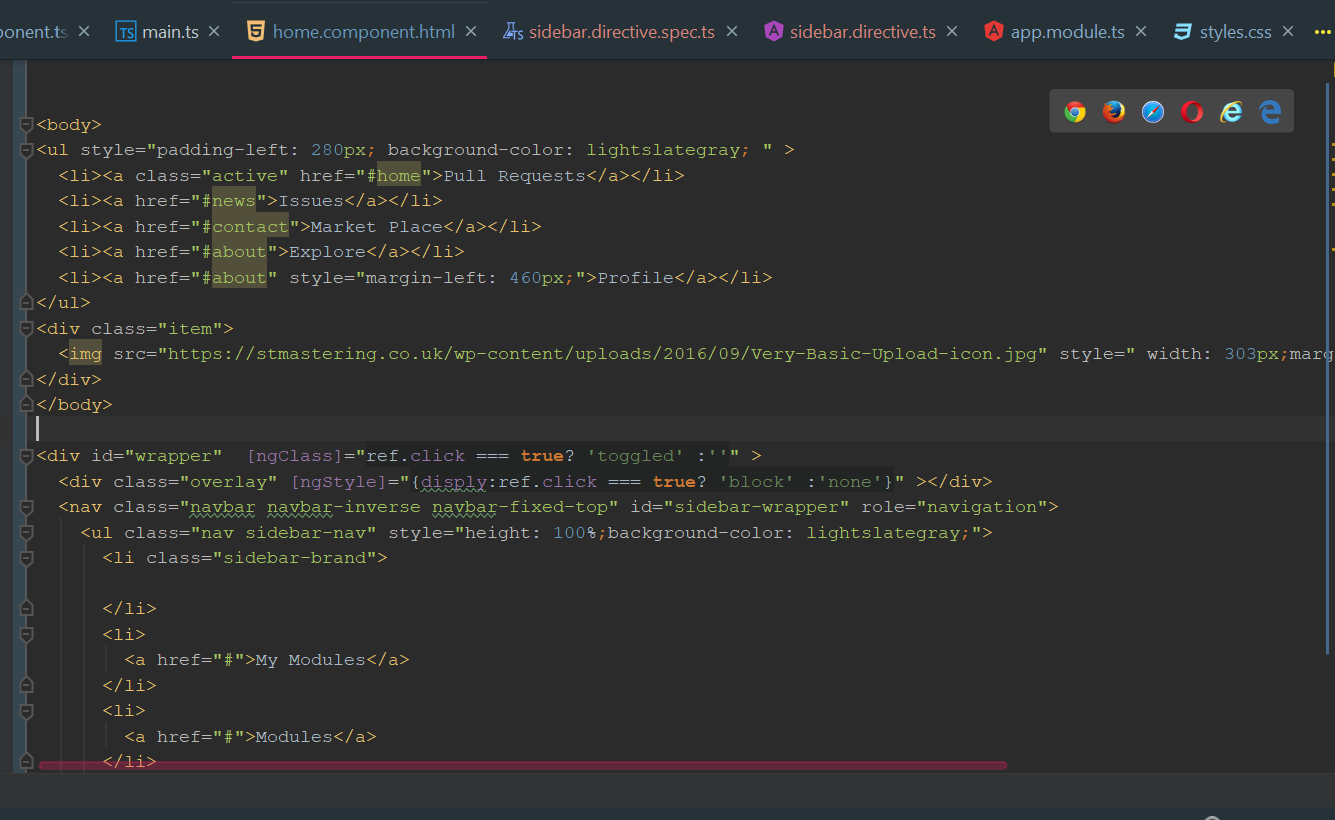 ponent.ts × TS main.ts × 5 home.component.html × TS sidebar.directive.spec.ts × A sidebar.directive.ts × A app.module.ts × 3 styles.css × •••
<body>
<ul style="padding-left: 280px; background-color: lightslategray; " >
<li><a class="active" href="#home">Pull Requests</a></li>
<li><a href="#news">Issues</a></li>
<li><a href="#contact">Market Place</a></li>
<li><a href="#about">Explore</a></li>
<li><a href="#about" style="margin-left: 460px;">Profile</a></li>
</ul>
<div class="item">
<img src="https://stmastering.co.uk/wp-content/uploads/2016/09/Very-Basic-Upload-icon.jpg" style=" width: 303px;marg
</div>
</body>
<div id="wrapper"  [ngClass]="ref.click === true? 'toggled' :''" >
<div class="overlay" [ngStyle]="{disply:ref.click === true? 'block' :'none'}" ></div>
<nav class="navbar navbar-inverse navbar-fixed-top" id="sidebar-wrapper" role="navigation">
<ul class="nav sidebar-nav" style="height: 100%;background-color: lightslategray;">
<li class="sidebar-brand">
</li>
<li>
<a href="#">My Modules</a>
</li>
<li>
<a href="#">Modules</a>
</li>